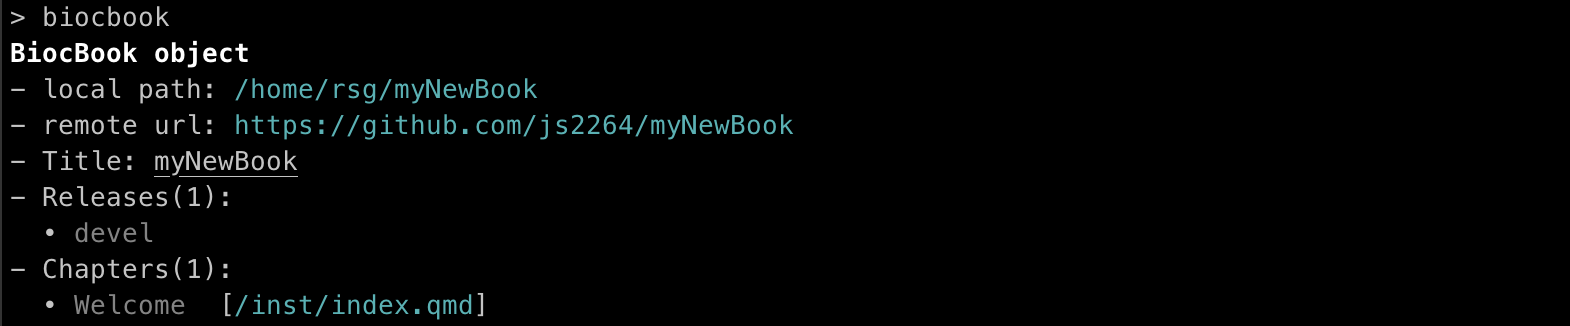 > biocbook
BiocBook object
- local path: /home/rsg/myNewBook
- remote url: https://github.com/js2264/myNewBook
- Title: myNewBook
- Releases(1):
  • devel
- Chapters(1):
  • Welcome  [/inst/index.qmd]